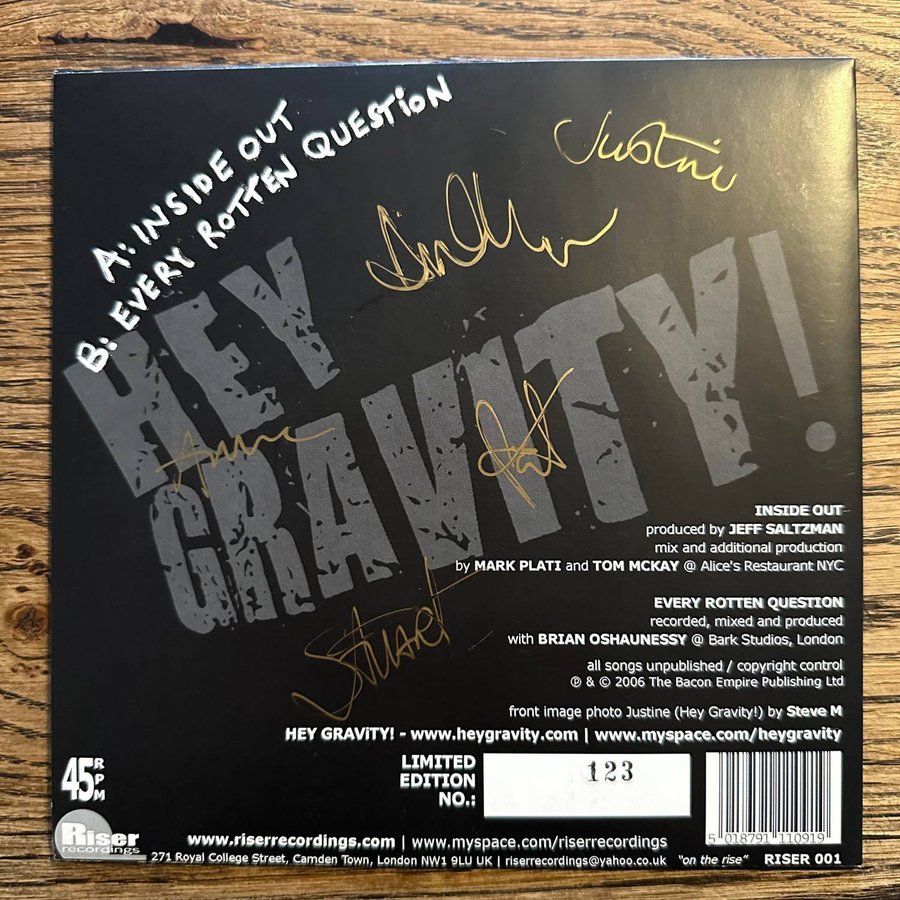 A: INSIDE OUT
B: EVERY ROTTEN QUESTION
Justine
HEY
GRAVITY!
Anne
Pat
Stuart
INSIDE OUT
produced by JEFF SALTZMAN
mix and additional production
by MARK PLATI and TOM MCKAY @ Alice's Restaurant NYC
EVERY ROTTEN QUESTION
recorded, mixed and produced
with BRIAN OSHAUNESSY @ Bark Studios, London
all songs unpublished / copyright control
℗ & © 2006 The Bacon Empire Publishing Ltd
front image photo Justine (Hey Gravity!) by Steve M
HEY GRAViTY! - www.heygravity.com | www.myspace.com/heygravity
LIMITED
EDITION
NO.:
123
45 RPM
5 018791 110919
Riser
recordings
www.riserrecordings.com | www.myspace.com/riserrecordings
271 Royal College Street, Camden Town, London NW1 9LU UK | riserrecordings@yahoo.co.uk "on the rise" RISER 001